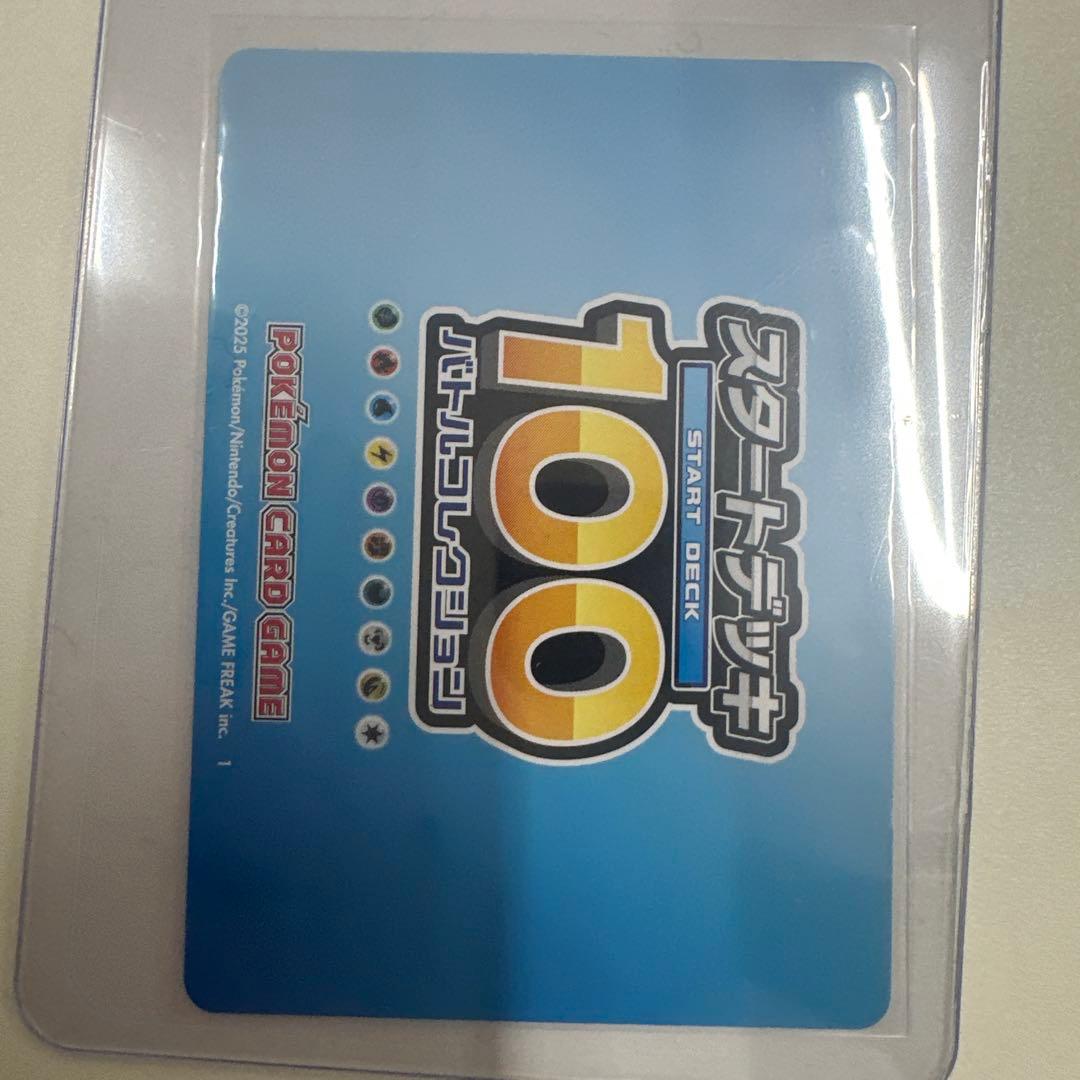 スタートデッキ
START DECK
100
バトルコレクション
POKÉMON CARD GAME
©2025 Pokémon/Nintendo/Creatures Inc./GAME FREAK inc. 1